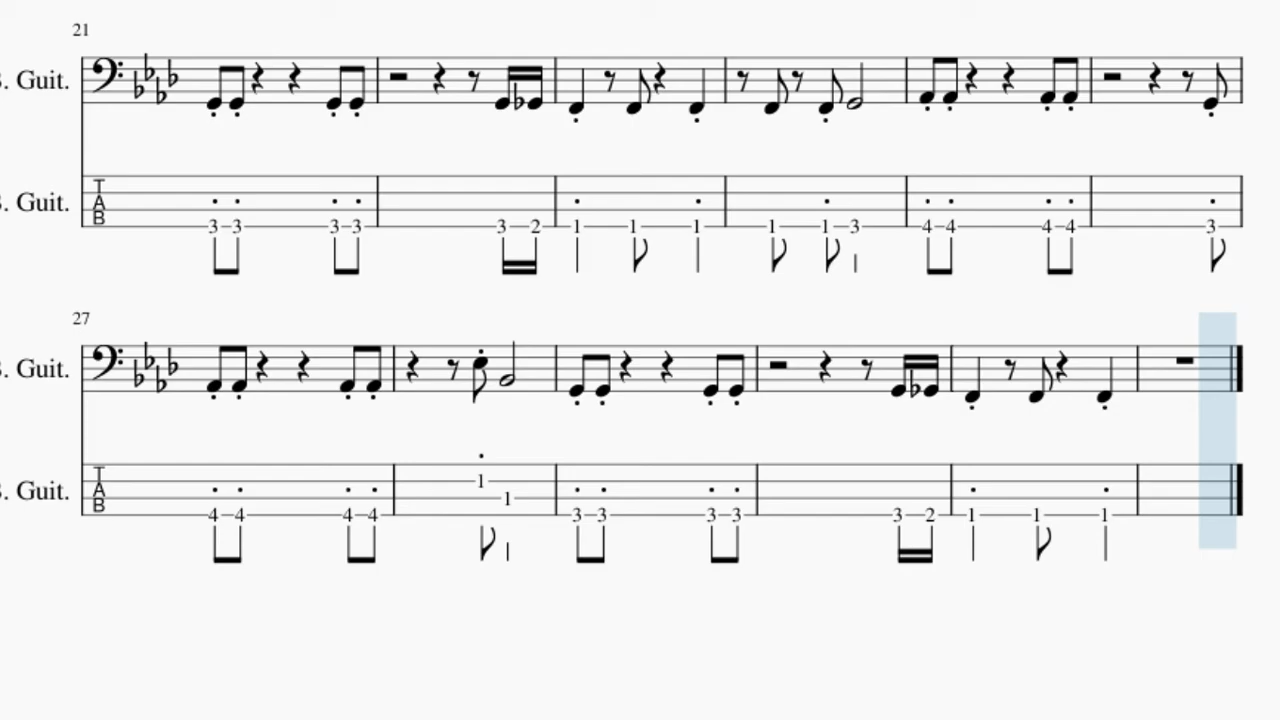 21
B. Guit.
B. Guit.
T
A
B
3 3 3 3 3 2 1 1 1 1 1 3 4 4 4 4 3
27
B. Guit.
B. Guit.
T
A
B
4 4 4 4 1 1 3 3 3 3 3 2 1 1 1